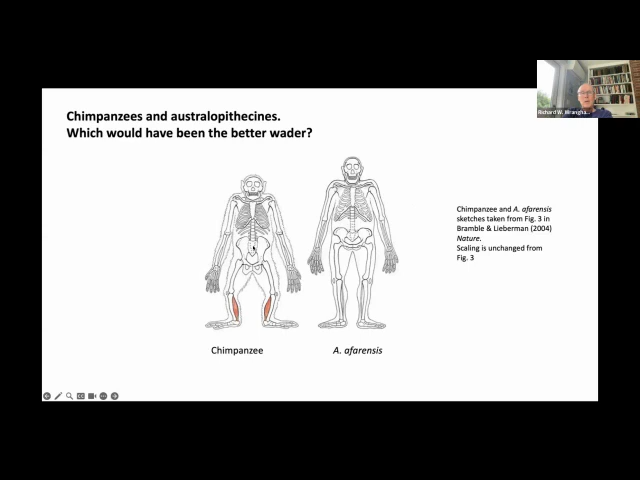 Chimpanzees and australopithecines.
Which would have been the better wader?
Richard W. Wrangha...
Chimpanzee and A. afarensis
sketches taken from Fig. 3 in
Bramble & Lieberman (2004)
Nature.
Scaling is unchanged from
Fig. 3
Chimpanzee
A. afarensis